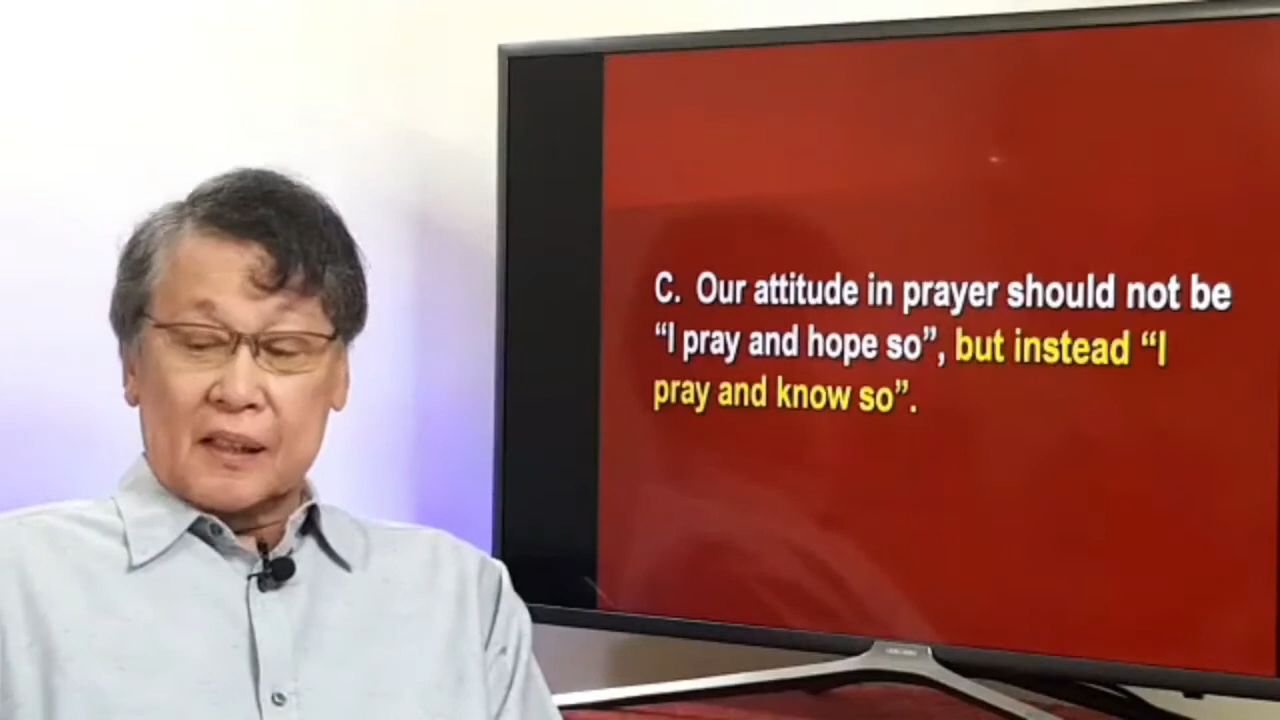 C. Our attitude in prayer should not be
“I pray and hope so”, but instead “I
pray and know so”.